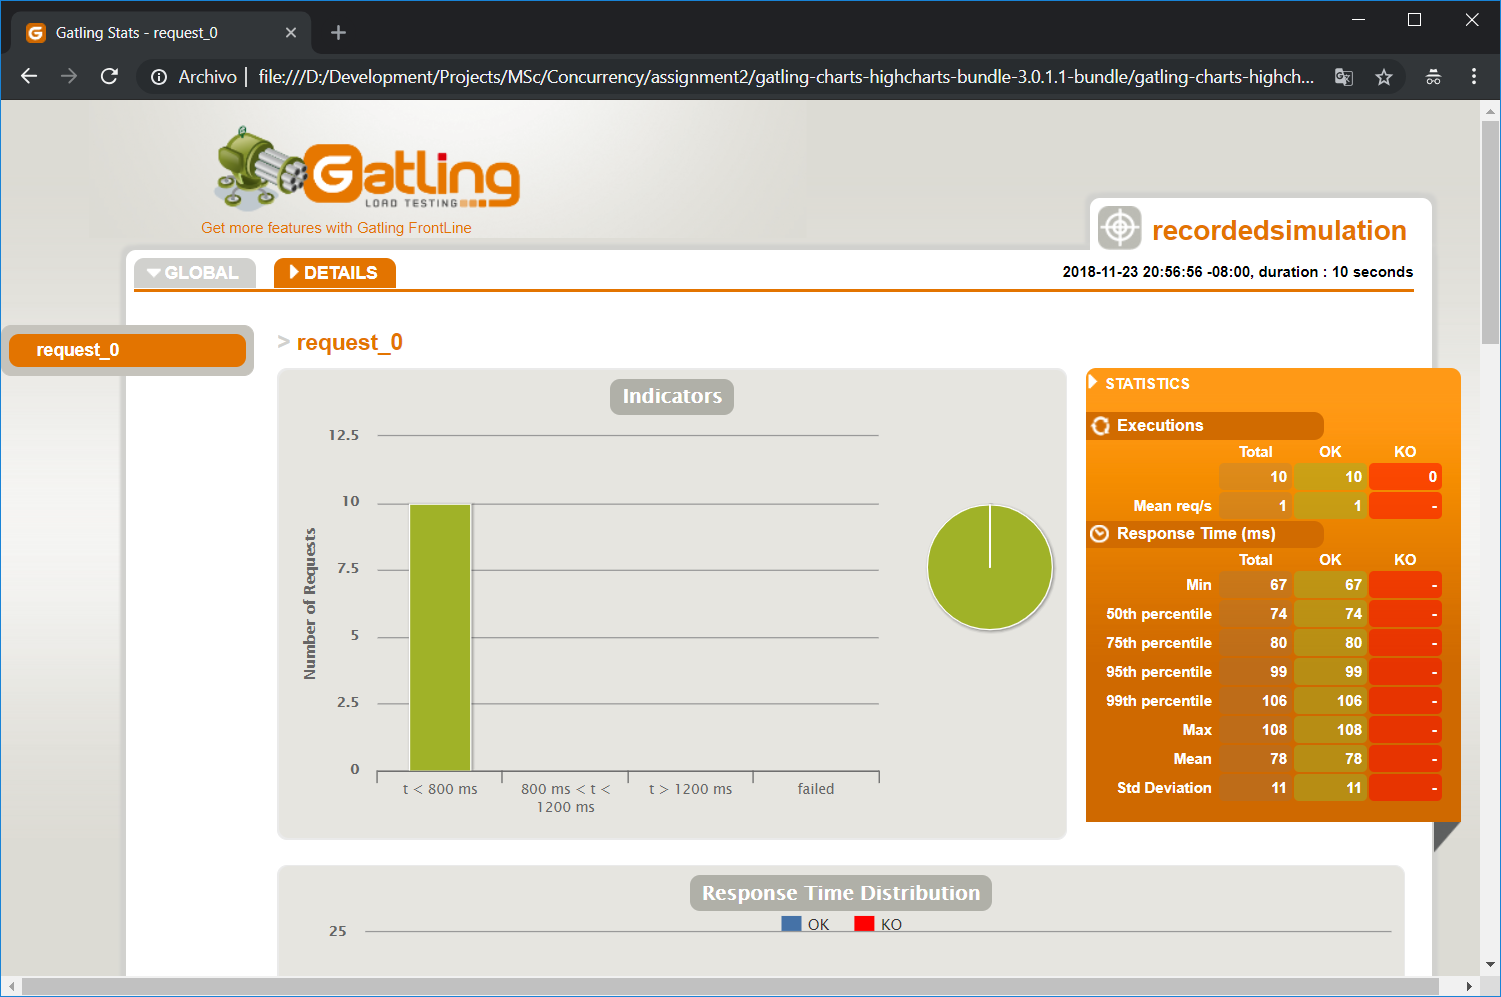 Gatling Stats - request_0
Archivo
file:///D:/Development/Projects/MSc/Concurrency/assignment2/gatling-charts-highcharts-bundle-3.0.1.1-bundle/gatling-charts-highch...
Gatling
LOAD TESTING
Get more features with Gatling FrontLine
recordedsimulation
GLOBAL
DETAILS
2018-11-23 20:56:56 -08:00, duration : 10 seconds
request_0
> request_0
Indicators
12.5
10
7.5
5
2.5
0
Number of Requests
t < 800 ms
800 ms < t <
1200 ms
t > 1200 ms
failed
STATISTICS
Executions
Total OK KO
10 10 0
Mean req/s 1 1 -
Response Time (ms)
Total OK KO
Min 67 67 -
50th percentile 74 74 -
75th percentile 80 80 -
95th percentile 99 99 -
99th percentile 106 106 -
Max 108 108 -
Mean 78 78 -
Std Deviation 11 11 -
Response Time Distribution
OK KO
25